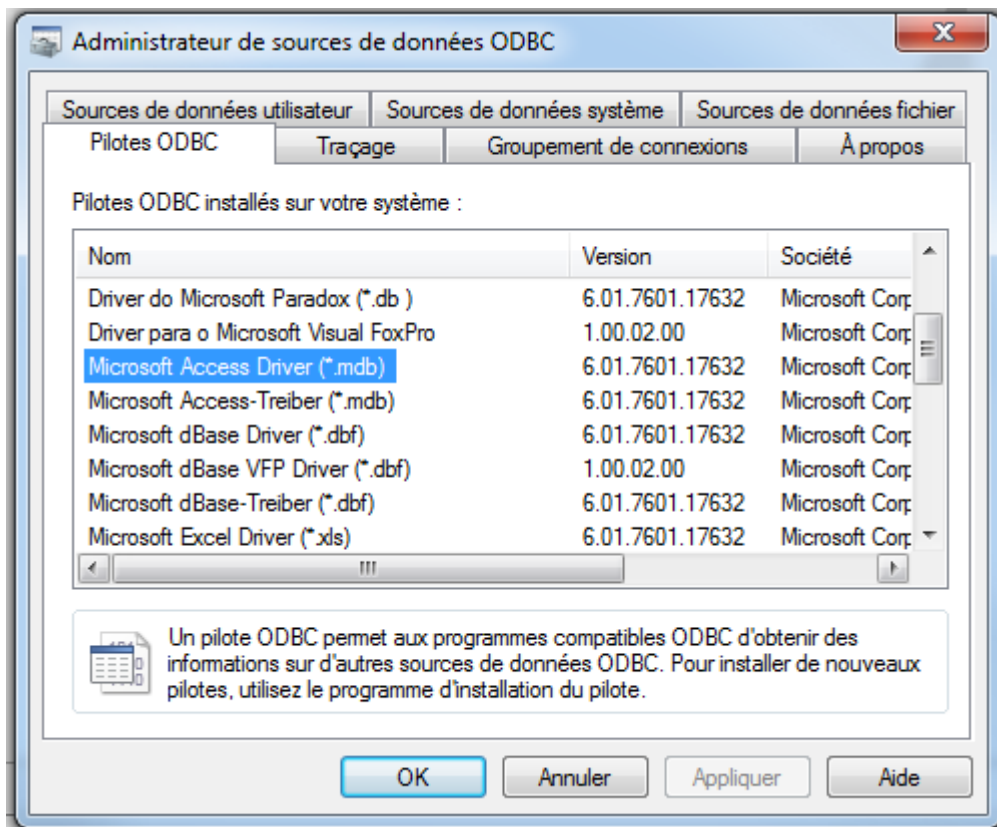 Administrateur de sources de données ODBC
Sources de données utilisateur Sources de données système Sources de données fichier
Pilotes ODBC Traçage Groupement de connexions À propos
Pilotes ODBC installés sur votre système :
Nom Version Société
Driver do Microsoft Paradox (*.db ) 6.01.7601.17632 Microsoft Corp
Driver para o Microsoft Visual FoxPro 1.00.02.00 Microsoft Corp
Microsoft Access Driver (*.mdb) 6.01.7601.17632 Microsoft Corp
Microsoft Access-Treiber (*.mdb) 6.01.7601.17632 Microsoft Corp
Microsoft dBase Driver (*.dbf) 6.01.7601.17632 Microsoft Corp
Microsoft dBase VFP Driver (*.dbf) 1.00.02.00 Microsoft Corp
Microsoft dBase-Treiber (*.dbf) 6.01.7601.17632 Microsoft Corp
Microsoft Excel Driver (*.xls) 6.01.7601.17632 Microsoft Corp
Un pilote ODBC permet aux programmes compatibles ODBC d'obtenir des
informations sur d'autres sources de données ODBC. Pour installer de nouveaux
pilotes, utilisez le programme d'installation du pilote.
OK Annuler Appliquer Aide